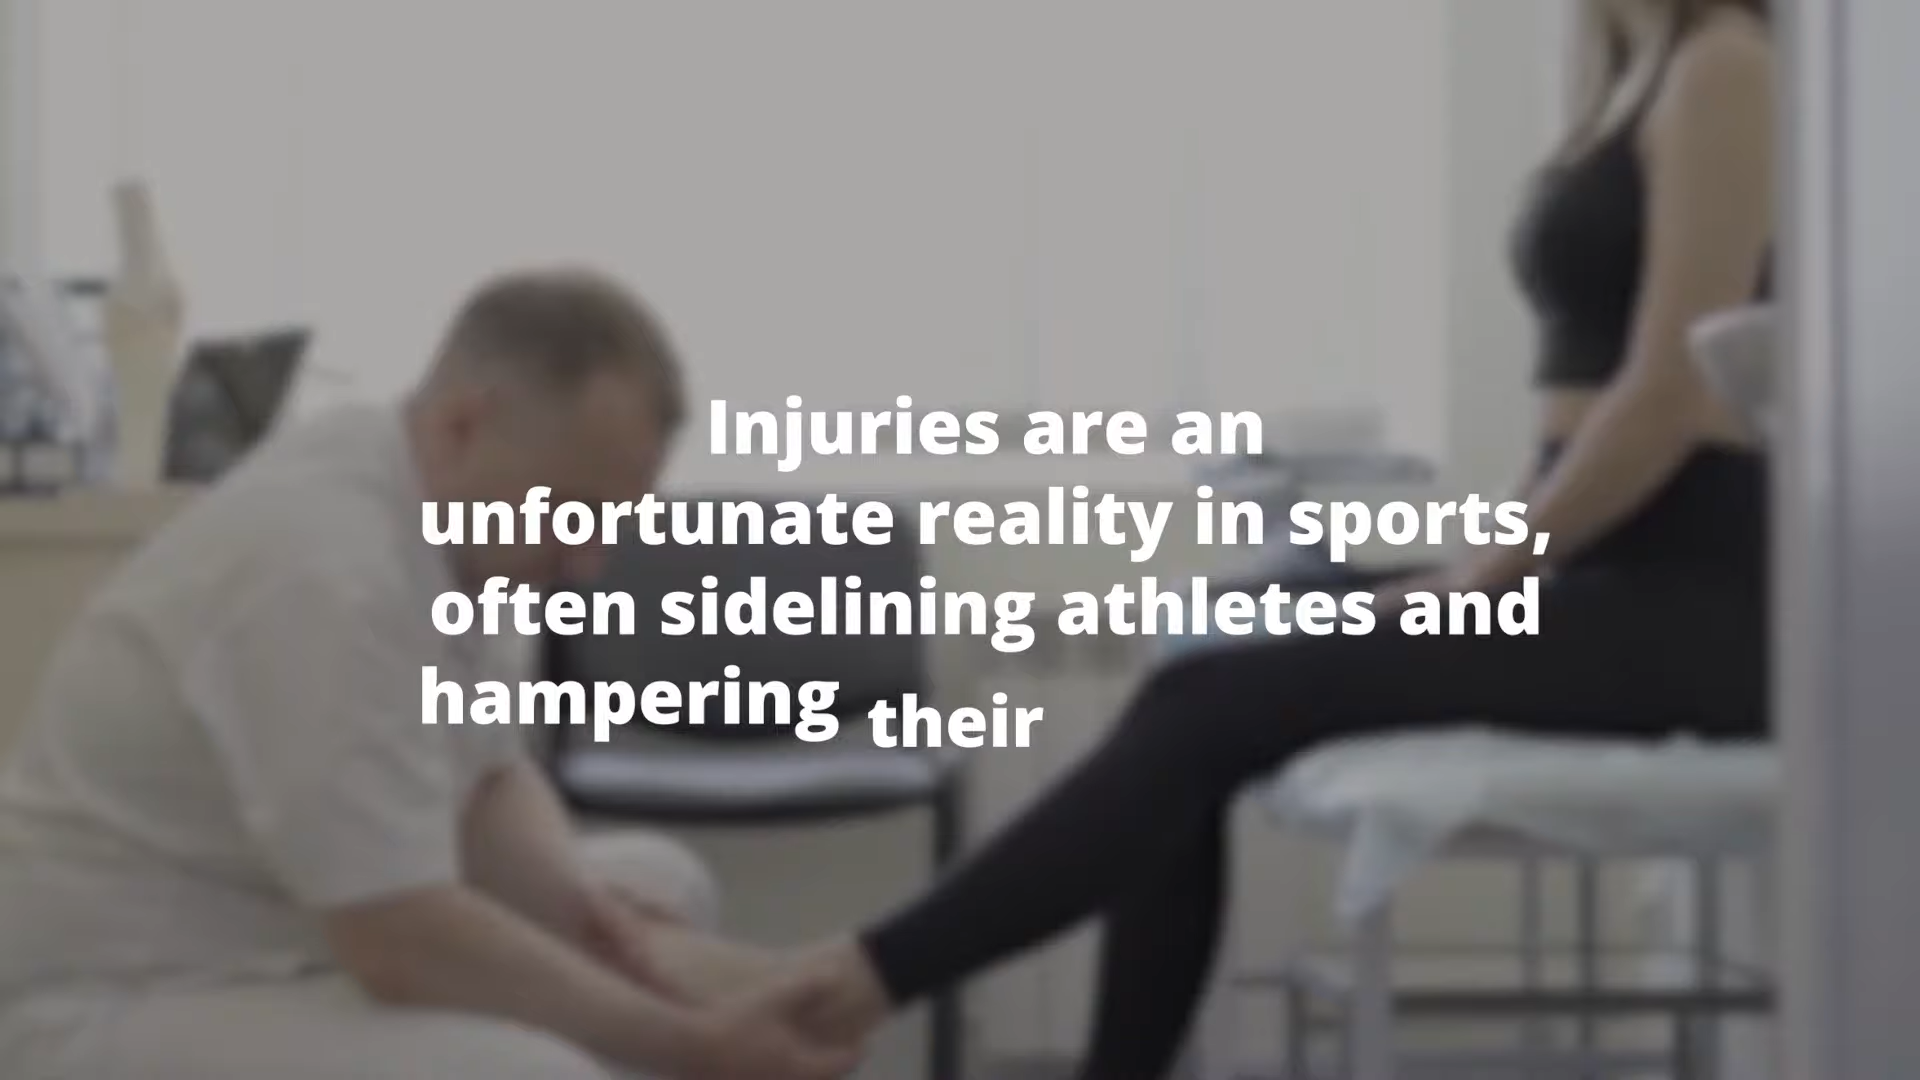 Injuries are an
unfortunate reality in sports,
often sidelining athletes and
hampering their